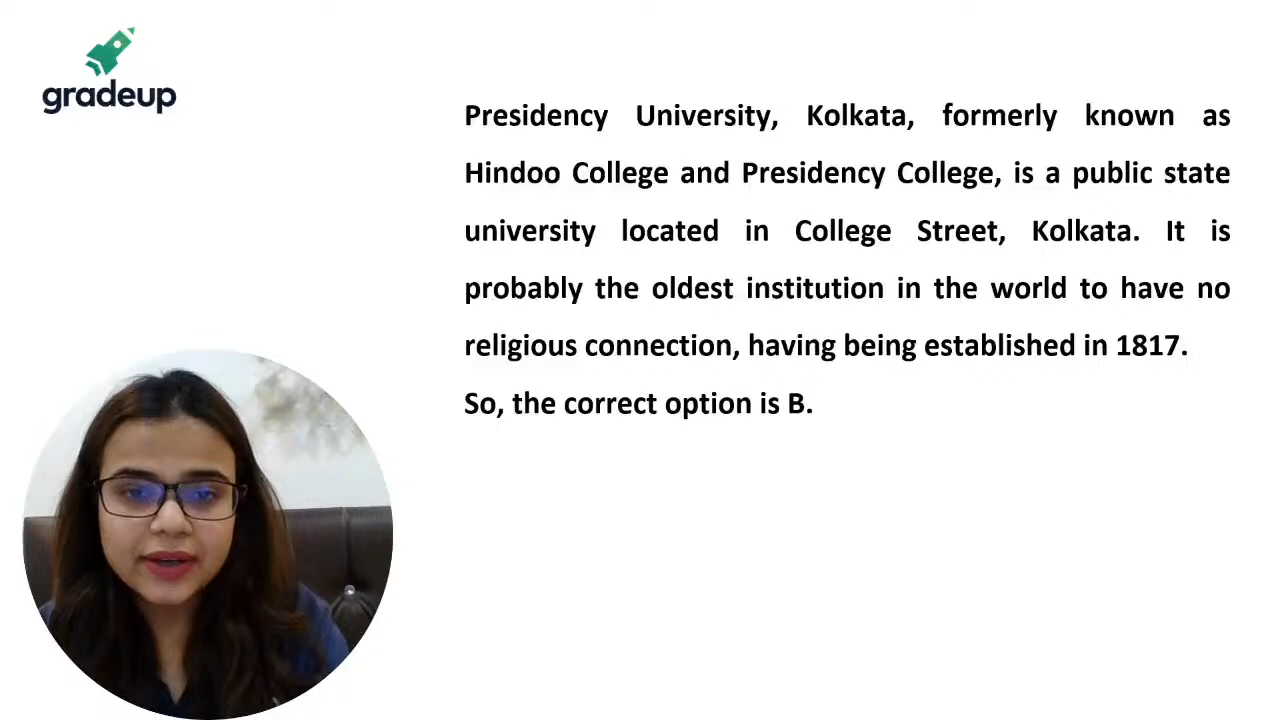 gradeup
Presidency University, Kolkata, formerly known as
Hindoo College and Presidency College, is a public state
university located in College Street, Kolkata. It is
probably the oldest institution in the world to have no
religious connection, having being established in 1817.
So, the correct option is B.